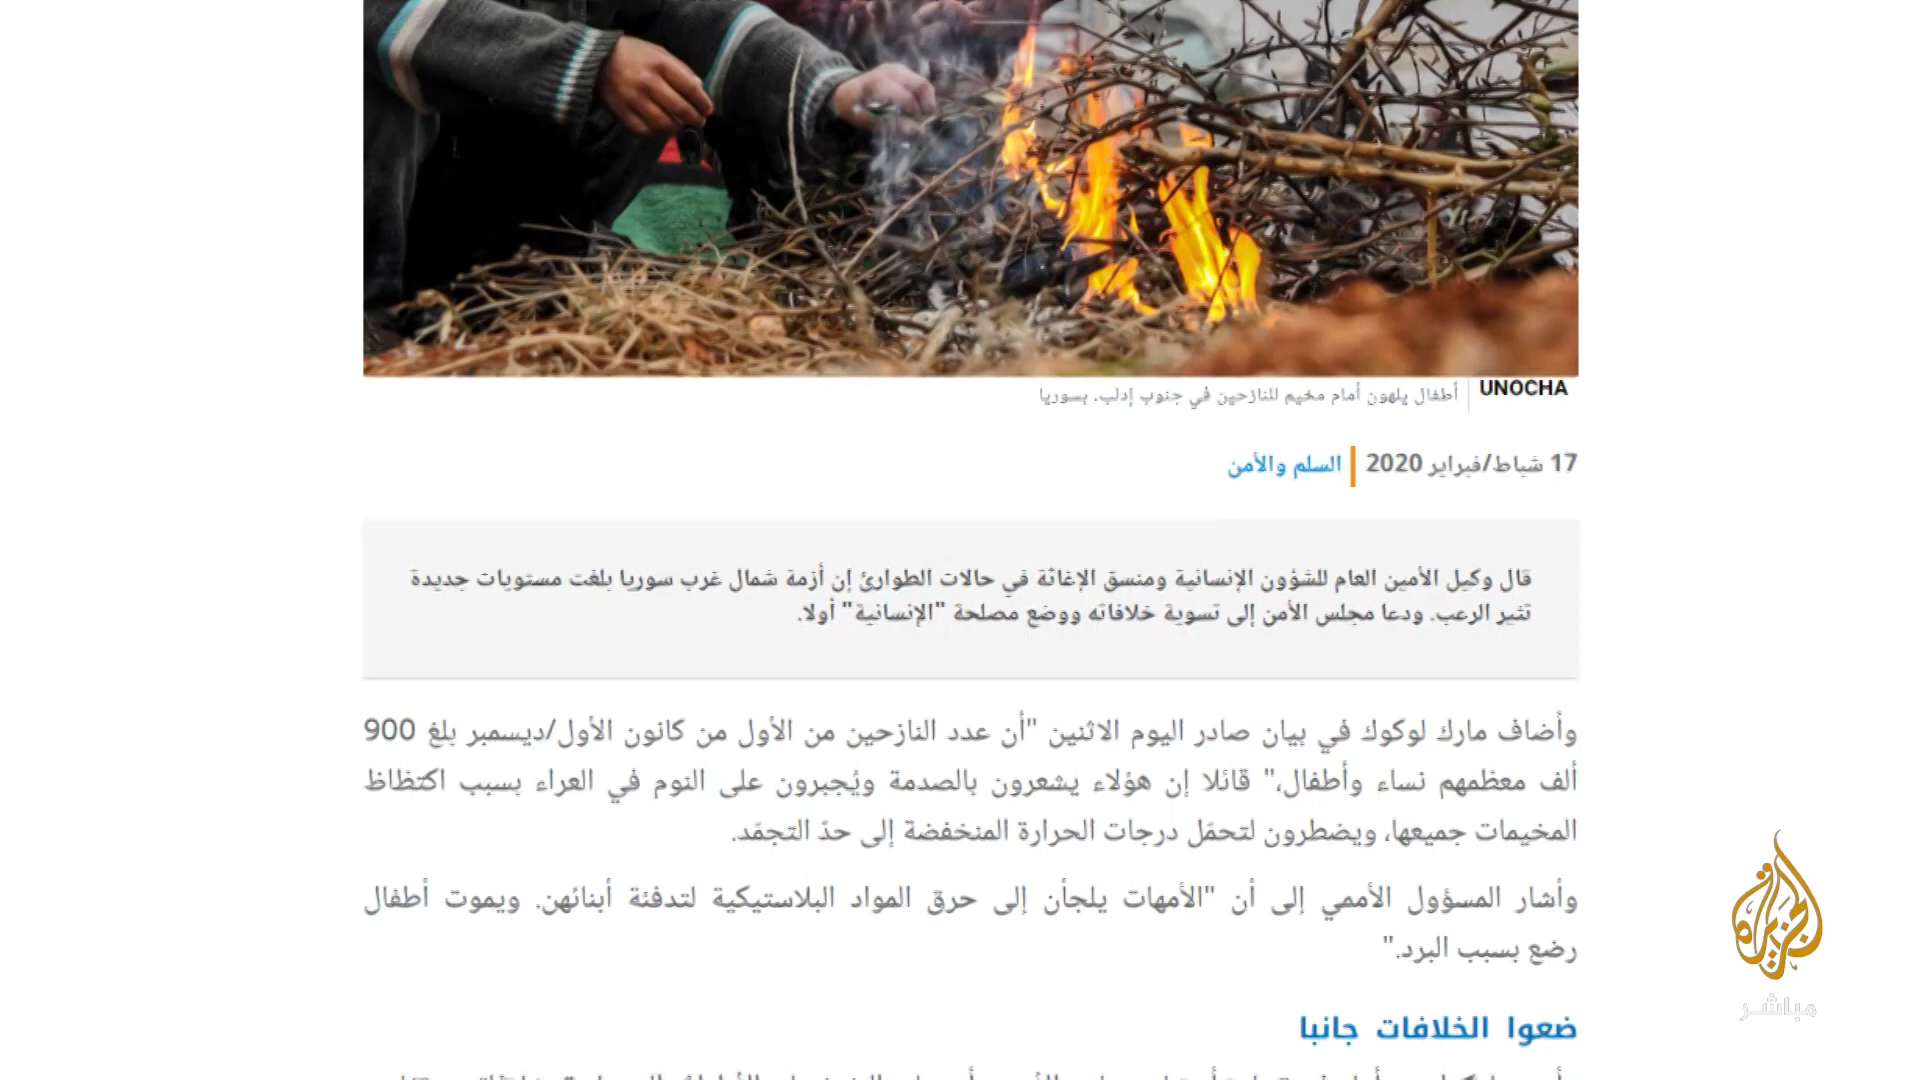 UNOCHA أطفال يلهون أمام مخيم للنازحين في جنوب إدلب، بسوريا
17 شباط/فبراير 2020 السلم والأمن
قال وكيل الأمين العام للشؤون الإنسانية ومنسق الإغاثة في حالات الطوارئ إن أزمة شمال غرب سوريا بلغت مستويات جديدة
تثير الرعب. ودعا مجلس الأمن إلى تسوية خلافاته ووضع مصلحة "الإنسانية" أولا.
وأضاف مارك لوكوك في بيان صادر اليوم الاثنين "أن عدد النازحين من الأول من كانون الأول/ديسمبر بلغ 900
ألف معظمهم نساء وأطفال،" قائلا إن هؤلاء يشعرون بالصدمة ويُجبرون على النوم في العراء بسبب اكتظاظ
المخيمات جميعها، ويضطرون لتحمّل درجات الحرارة المنخفضة إلى حدّ التجمّد.
وأشار المسؤول الأممي إلى أن "الأمهات يلجأن إلى حرق المواد البلاستيكية لتدفئة أبنائهن. ويموت أطفال
رضع بسبب البرد."
الجزيرة
مباشر
ضعوا الخلافات جانبا